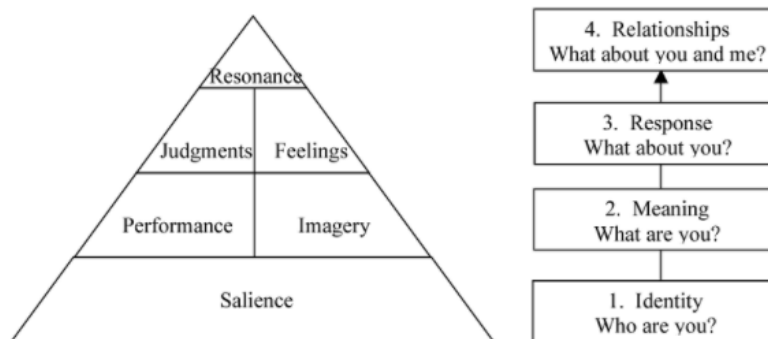 Resonance
Judgments Feelings
Performance Imagery
Salience
4. Relationships
What about you and me?
3. Response
What about you?
2. Meaning
What are you?
1. Identity
Who are you?